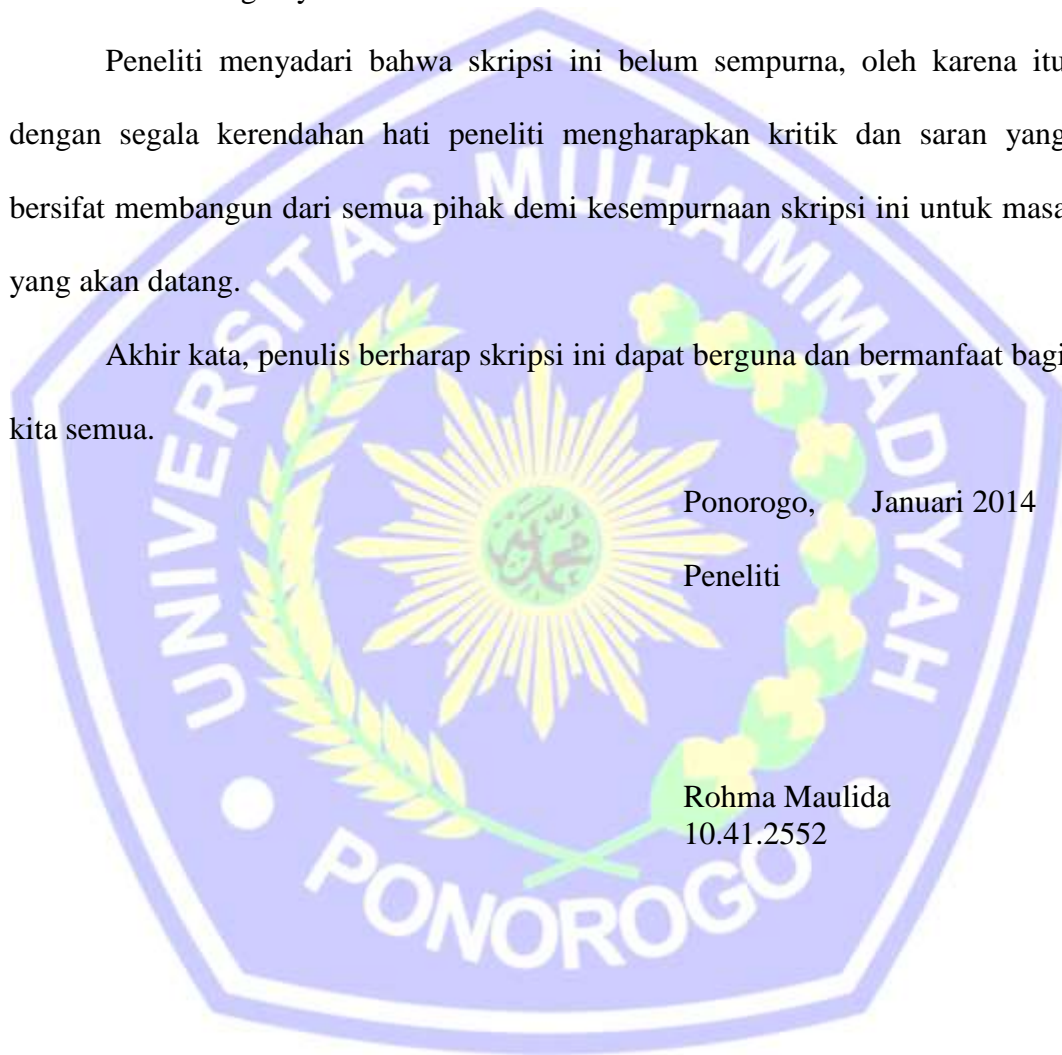 Peneliti menyadari bahwa skripsi ini belum sempurna, oleh karena itu
dengan segala kerendahan hati peneliti mengharapkan kritik dan saran yang
bersifat membangun dari semua pihak demi kesempurnaan skripsi ini untuk masa
yang akan datang.
Akhir kata, penulis berharap skripsi ini dapat berguna dan bermanfaat bagi
kita semua.
Ponorogo, Januari 2014
Peneliti
Rohma Maulida
10.41.2552
UNIVERSITAS MUHAMMADIYAH
PONOROGO